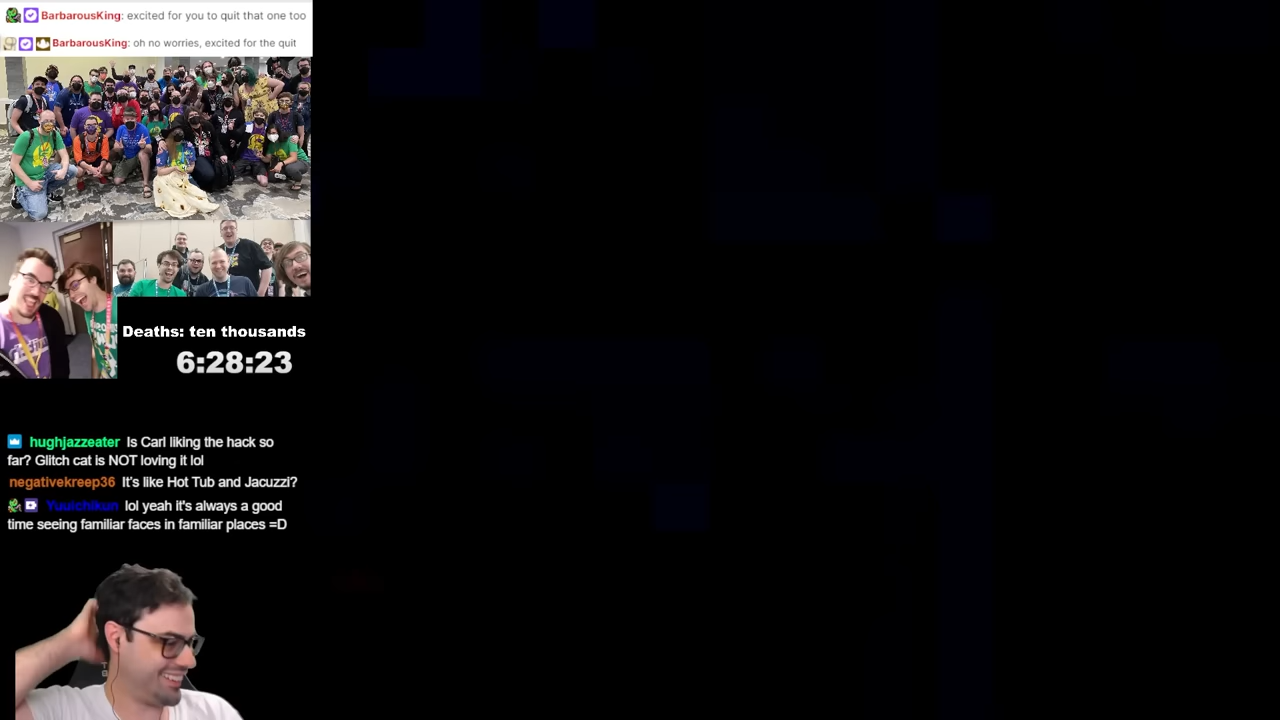 BarbarousKing: excited for you to quit that one too
BarbarousKing: oh no worries, excited for the quit
Deaths: ten thousands
6:28:23
hughjazzeater Is Carl liking the hack so
far? Glitch cat is NOT loving it lol
negativekreep36 It's like Hot Tub and Jacuzzi?
Yuuichikun lol yeah it's always a good
time seeing familiar faces in familiar places =D